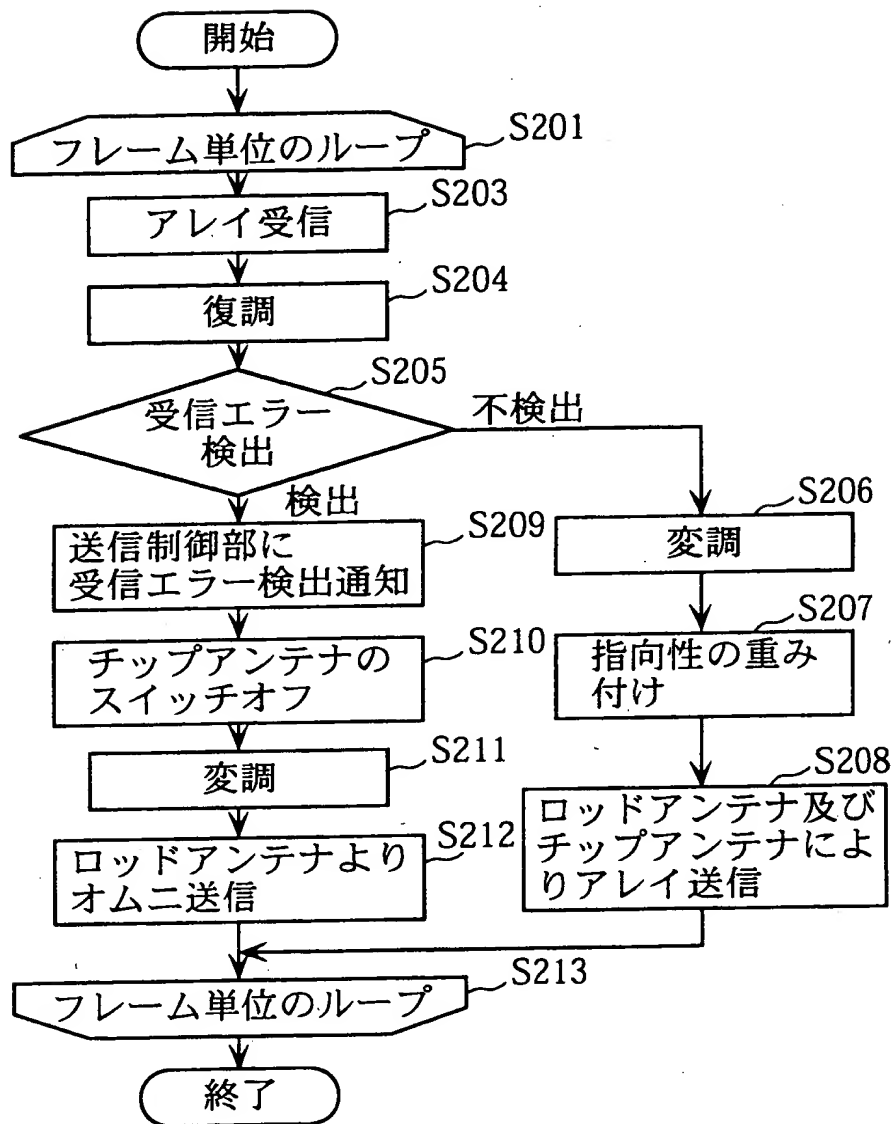 開始
フレーム単位のループ
S201
アレイ受信
S203
復調
S204
受信エラー
検出
S205
不検出
検出
送信制御部に
受信エラー検出通知
S209
チップアンテナの
スイッチオフ
S210
変調
S211
ロッドアンテナより
オムニ送信
S212
変調
S206
指向性の重み
付け
S207
ロッドアンテナ及び
チップアンテナによ
りアレイ送信
S208
フレーム単位のループ
S213
終了